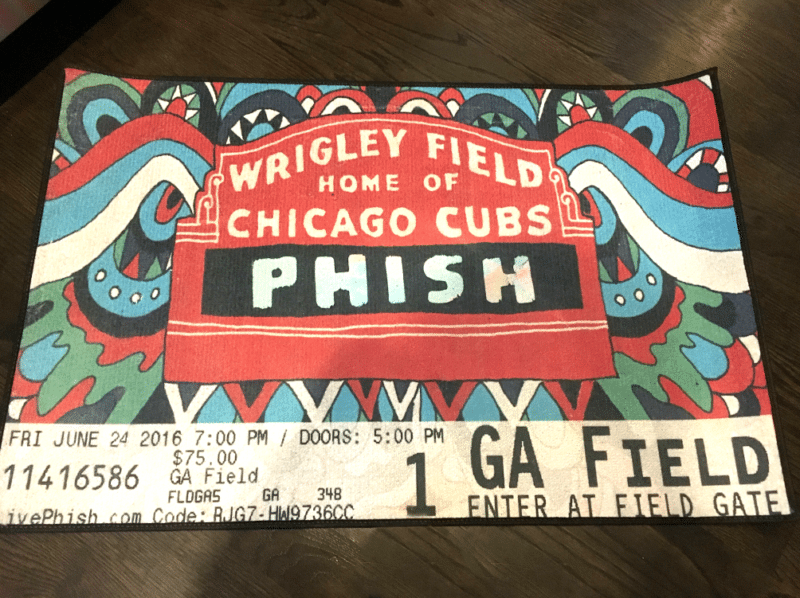 WRIGLEY FIELD
HOME OF
CHICAGO CUBS
PHISH
FRI JUNE 24 2016 7:00 PM / DOORS: 5:00 PM
$75.00
11416586 GA Field
FLDGA5 GA 348
ivePhish.com Code: RJG7-HW9736CC
1
GA FIELD
ENTER AT FIELD GATE